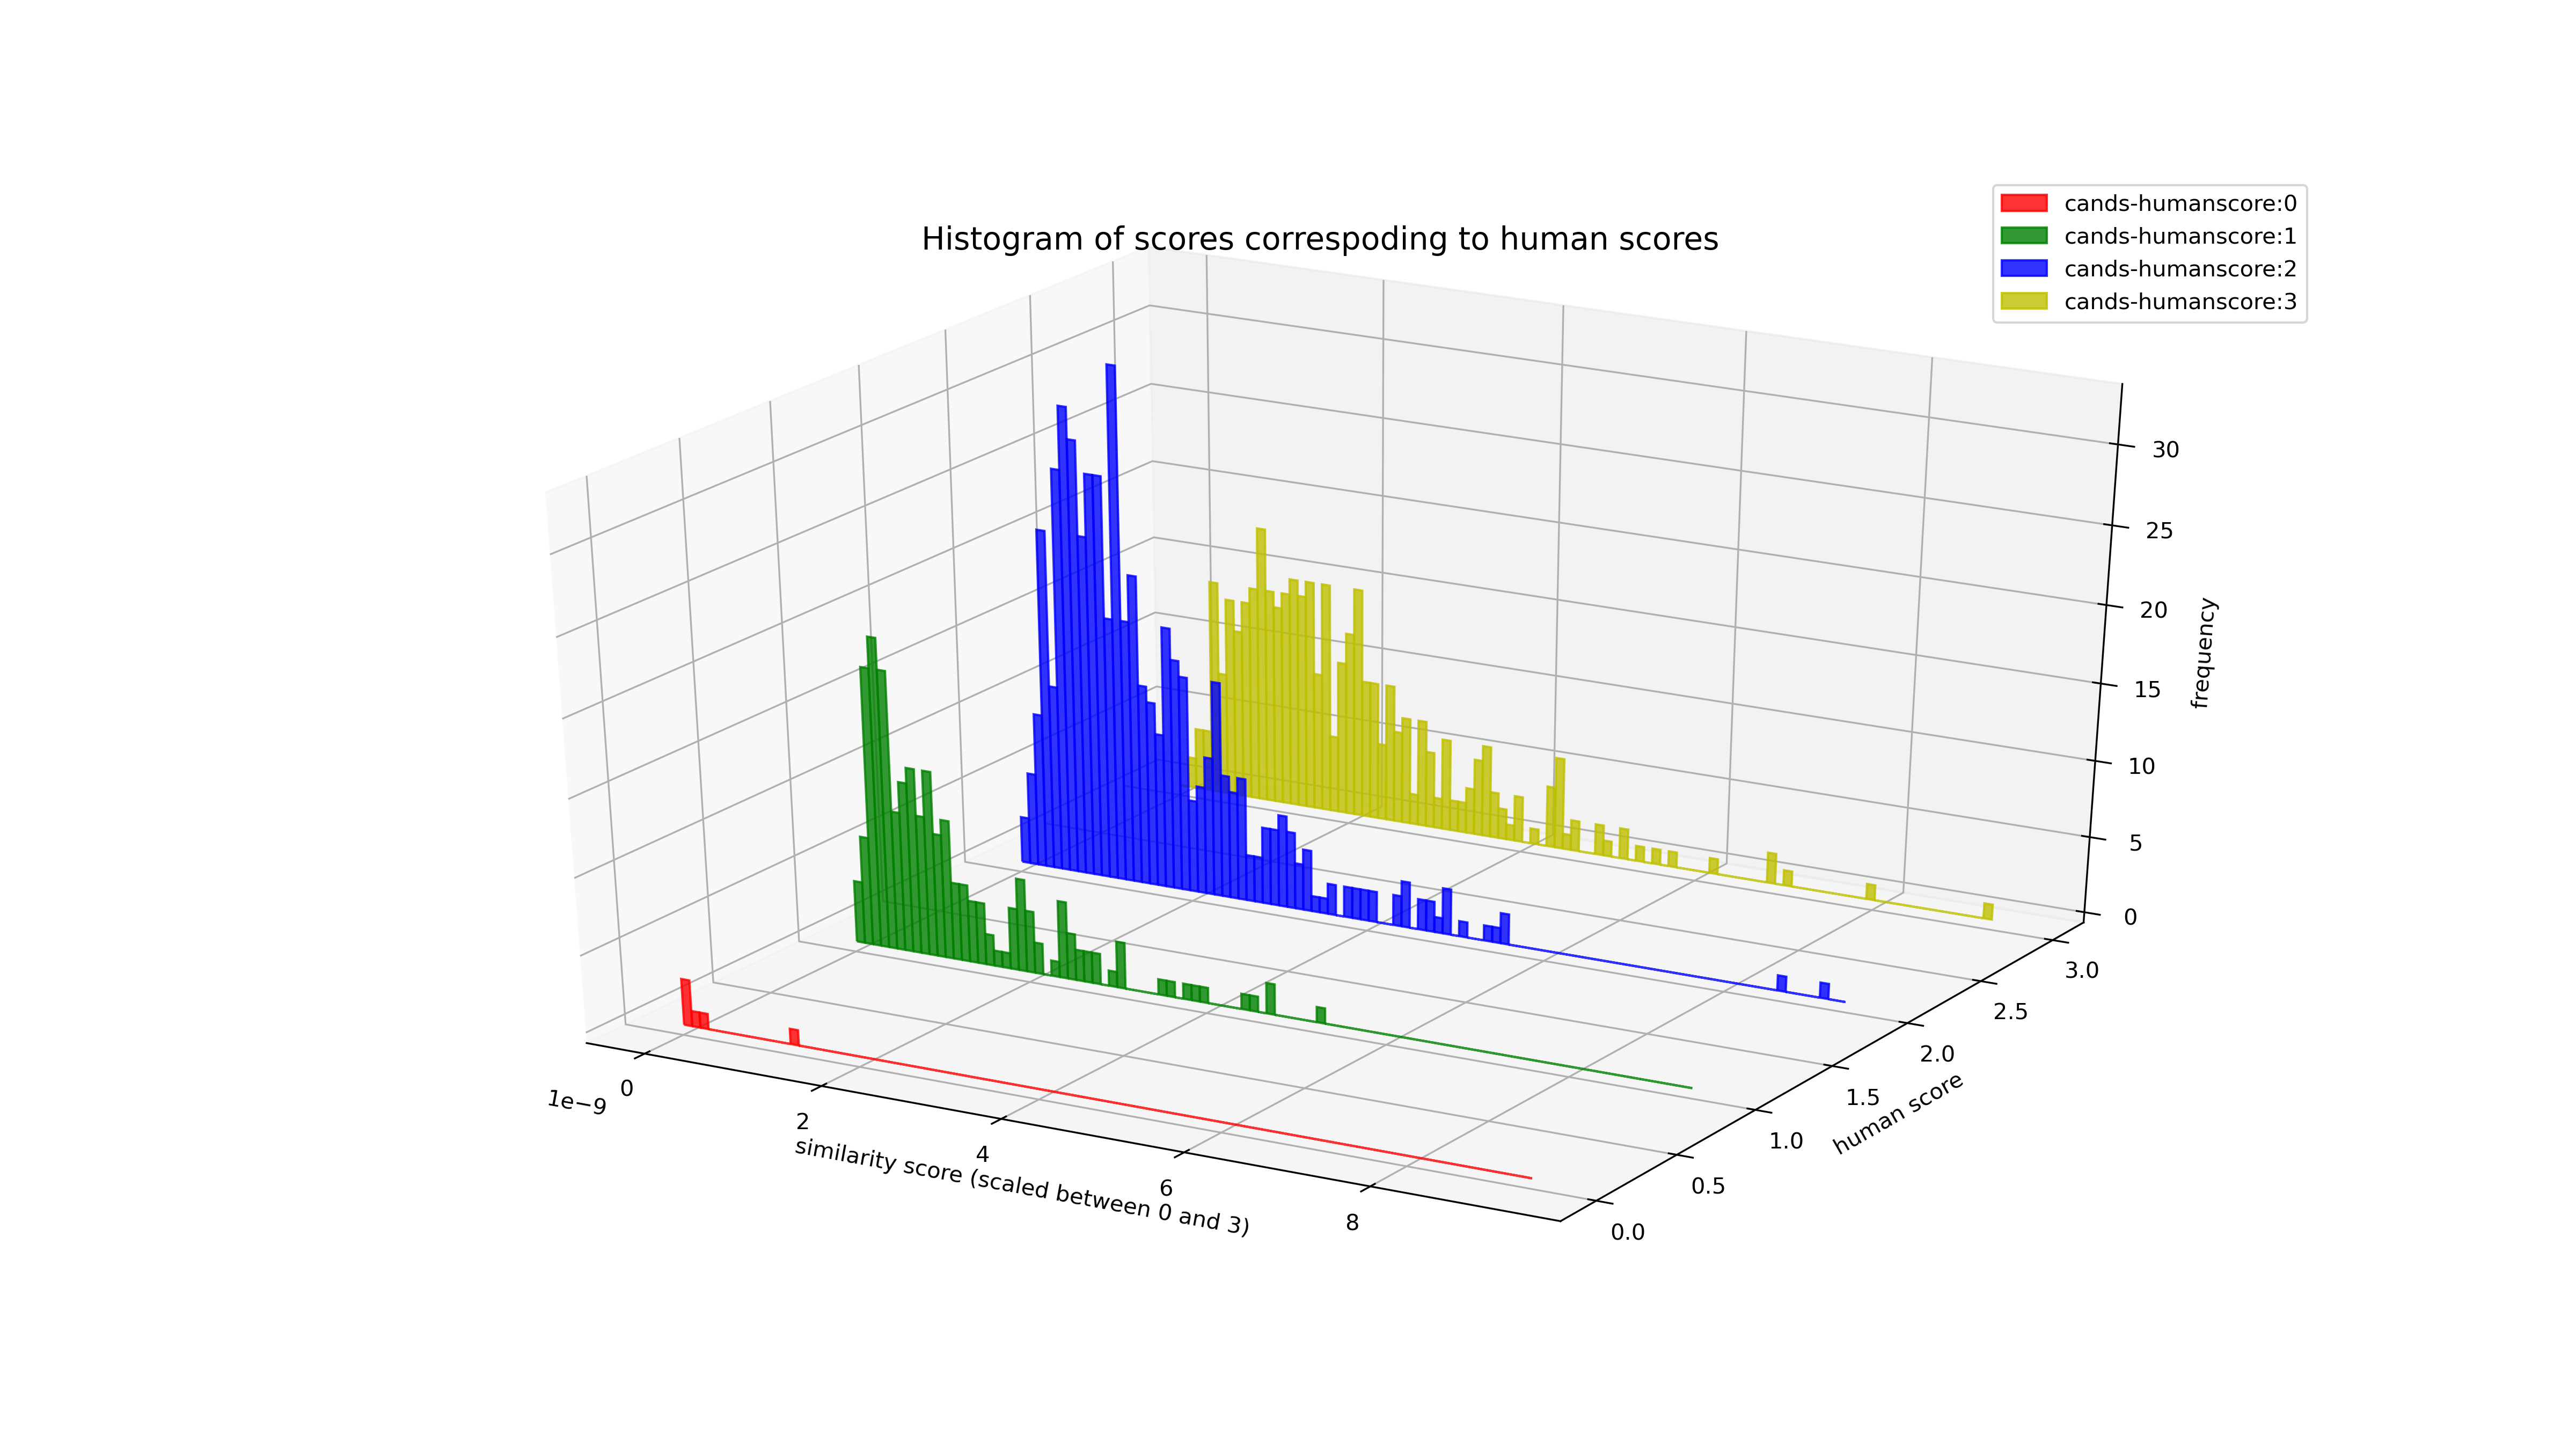 Histogram of scores correspoding to human scores
cands-humanscore:0
cands-humanscore:1
cands-humanscore:2
cands-humanscore:3
30
25
20
15
10
5
0
frequency
3.0
2.5
2.0
1.5
1.0
0.5
0.0
human score
1e−9
0
2
4
6
8
similarity score (scaled between 0 and 3)